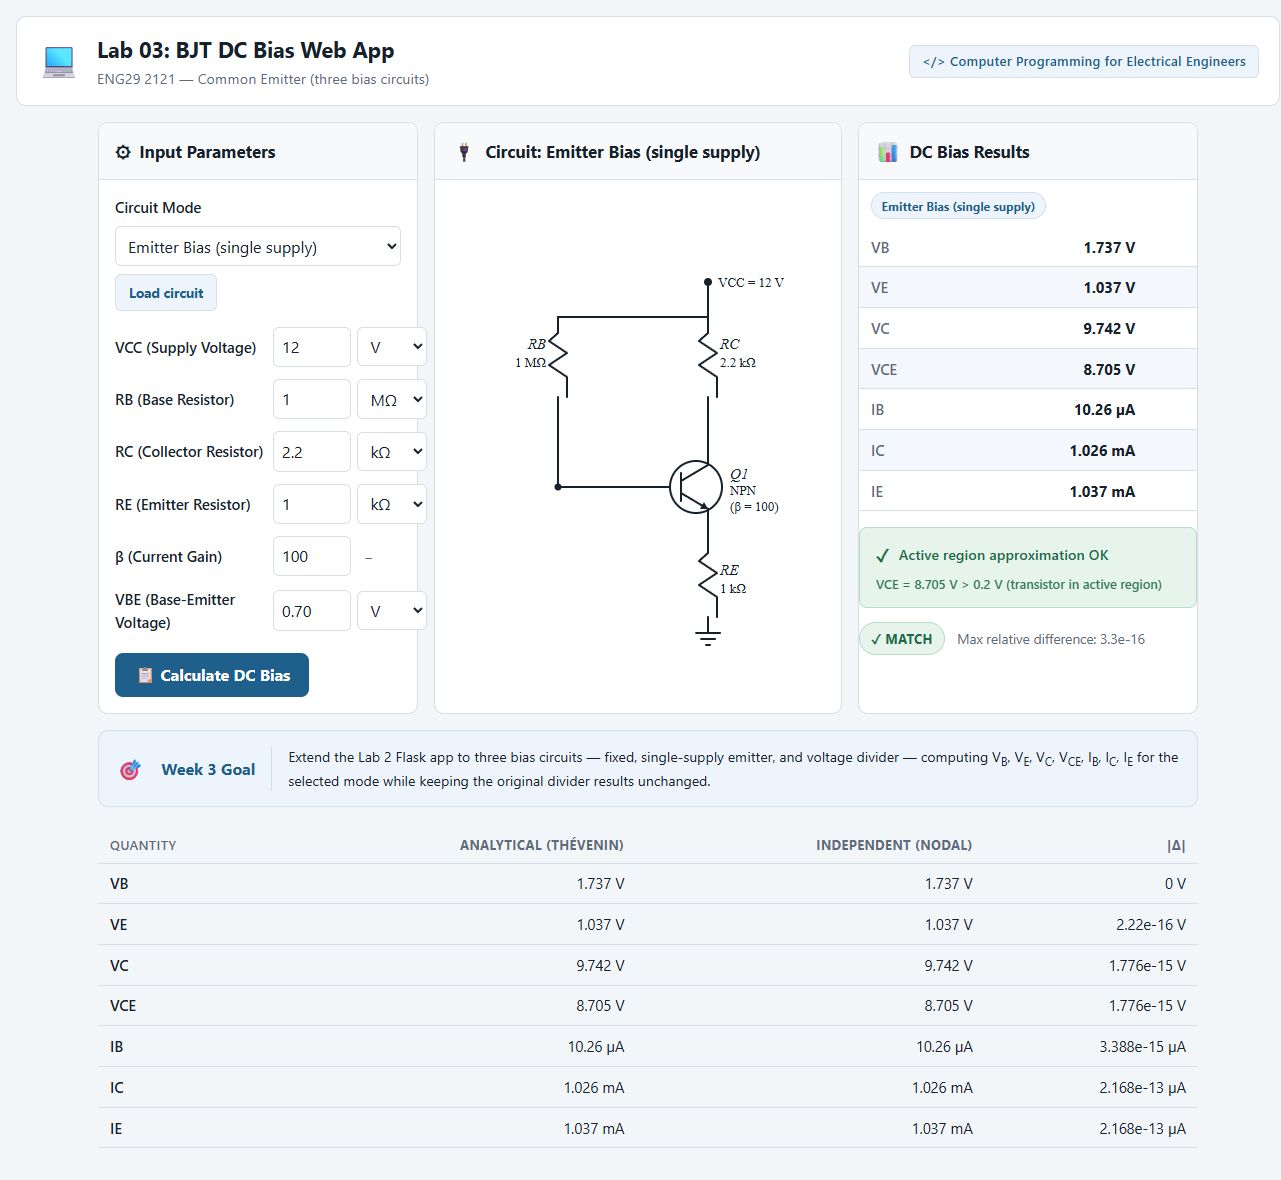 Lab 03: BJT DC Bias Web App
ENG29 2121 — Common Emitter (three bias circuits)
</> Computer Programming for Electrical Engineers
Input Parameters
Circuit Mode
Emitter Bias (single supply)
Load circuit
VCC (Supply Voltage) 12 V
RB (Base Resistor) 1 MΩ
RC (Collector Resistor) 2.2 kΩ
RE (Emitter Resistor) 1 kΩ
β (Current Gain) 100 –
VBE (Base-Emitter
Voltage) 0.70 V
Calculate DC Bias
Circuit: Emitter Bias (single supply)
VCC = 12 V
RB
1 MΩ
RC
2.2 kΩ
Q1
NPN
(β = 100)
RE
1 kΩ
DC Bias Results
Emitter Bias (single supply)
VB 1.737 V
VE 1.037 V
VC 9.742 V
VCE 8.705 V
IB 10.26 µA
IC 1.026 mA
IE 1.037 mA
✓ Active region approximation OK
VCE = 8.705 V > 0.2 V (transistor in active region)
✓ MATCH Max relative difference: 3.3e-16
Week 3 Goal
Extend the Lab 2 Flask app to three bias circuits — fixed, single-supply emitter, and voltage divider — computing VB, VE, VC, VCE, IB, IC, IE for the
selected mode while keeping the original divider results unchanged.
QUANTITY ANALYTICAL (THÉVENIN) INDEPENDENT (NODAL) |Δ|
VB 1.737 V 1.737 V 0 V
VE 1.037 V 1.037 V 2.22e-16 V
VC 9.742 V 9.742 V 1.776e-15 V
VCE 8.705 V 8.705 V 1.776e-15 V
IB 10.26 µA 10.26 µA 3.388e-15 µA
IC 1.026 mA 1.026 mA 2.168e-13 µA
IE 1.037 mA 1.037 mA 2.168e-13 µA